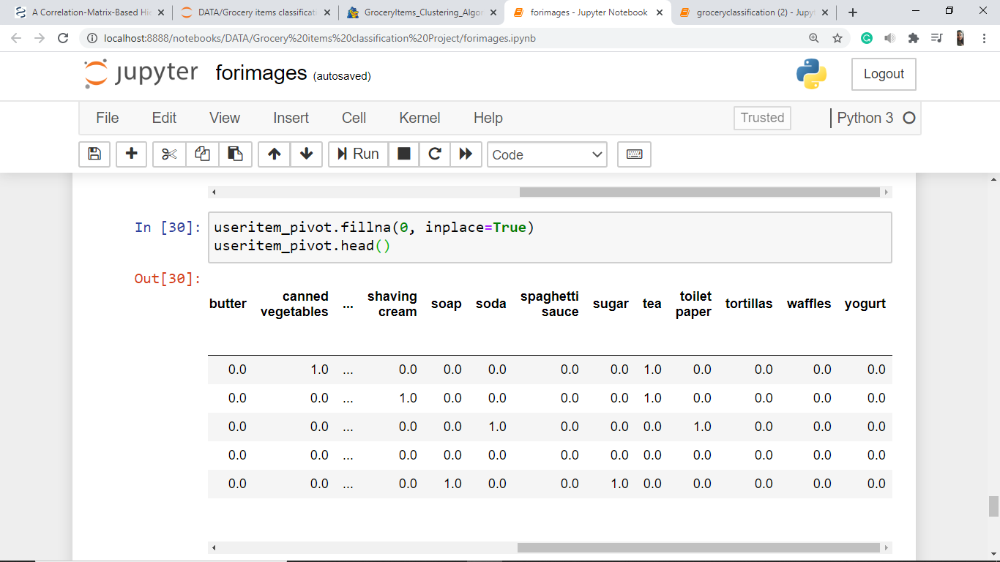 A Correlation-Matrix-Based Hi
DATA/Grocery items classificati
GroceryItems_Clustering_Algor
forimages - Jupyter Notebook
groceryclassification (2) - Jupyt
localhost:8888/notebooks/DATA/Grocery%20items%20classification%20Project/forimages.ipynb
jupyter forimages (autosaved) Logout
File Edit View Insert Cell Kernel Help Trusted Python 3
Run Code
In [30]: useritem_pivot.fillna(0, inplace=True)
useritem_pivot.head()
Out[30]:
butter canned vegetables ... shaving cream soap soda spaghetti sauce sugar tea toilet paper tortillas waffles yogurt
0.0 1.0 ... 0.0 0.0 0.0 0.0 0.0 1.0 0.0 0.0 0.0 0.0
0.0 0.0 ... 1.0 0.0 0.0 0.0 0.0 1.0 0.0 0.0 0.0 0.0
0.0 0.0 ... 0.0 0.0 1.0 0.0 0.0 0.0 1.0 0.0 0.0 0.0
0.0 0.0 ... 0.0 0.0 0.0 0.0 0.0 0.0 0.0 0.0 0.0 0.0
0.0 0.0 ... 0.0 1.0 0.0 0.0 1.0 0.0 0.0 0.0 0.0 0.0